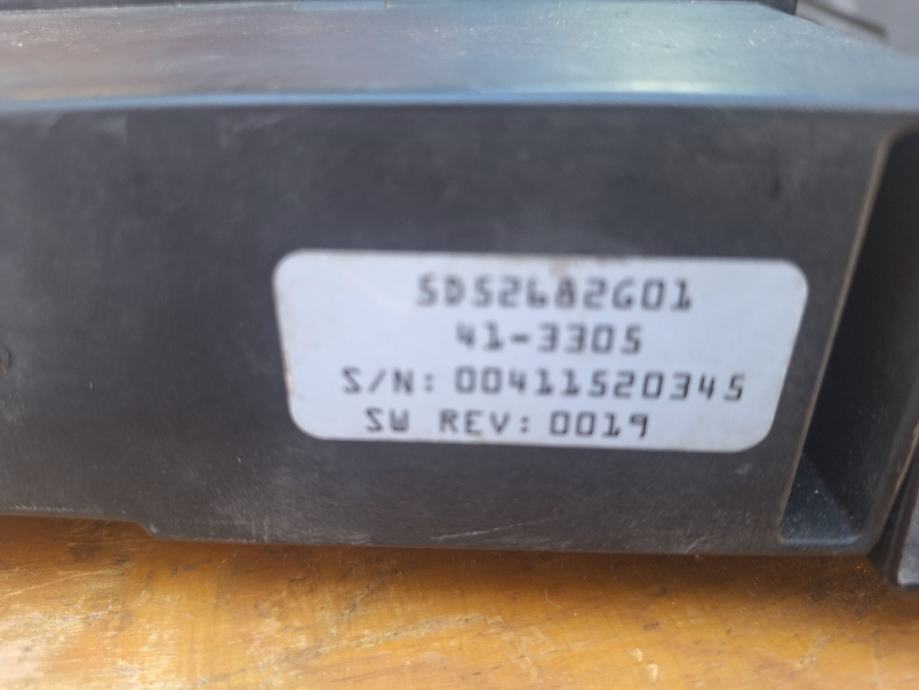 5D52682G01
41-3305
S/N: 00411520345
SW REV: 0019